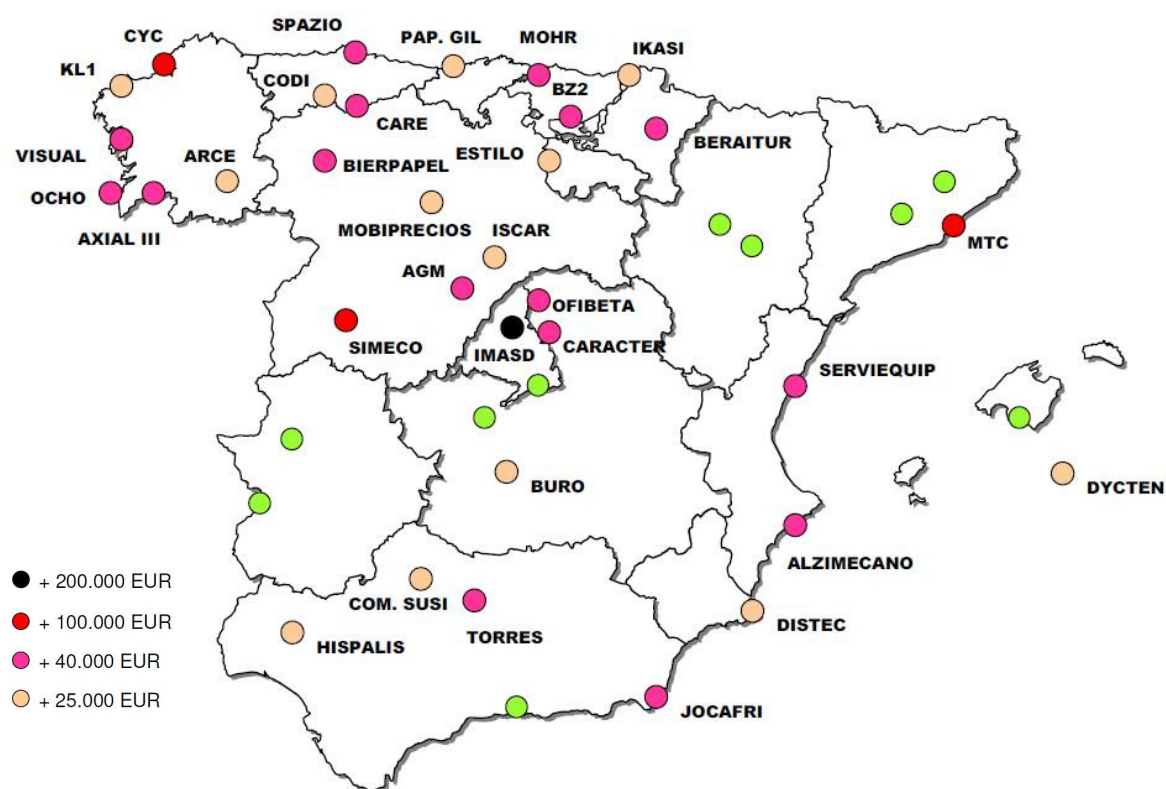 SPAZIO
CYC
PAP. GIL
MOHR
IKASI
KL1
CODI
BZ2
CARE
BERAITUR
VISUAL
ARCE
BIERPAPEL
ESTILO
OCHO
AXIAL III
MOBIPRECIOS
ISCAR
MTC
AGM
OFIBETA
SIMECO
IMASD
CARACTER
SERVIEQUIP
BURO
DYCTEN
ALZIMECANO
+ 200.000 EUR
COM. SUSI
+ 100.000 EUR
TORRES
DISTEC
HISPALIS
+ 40.000 EUR
+ 25.000 EUR
JOCAFRI